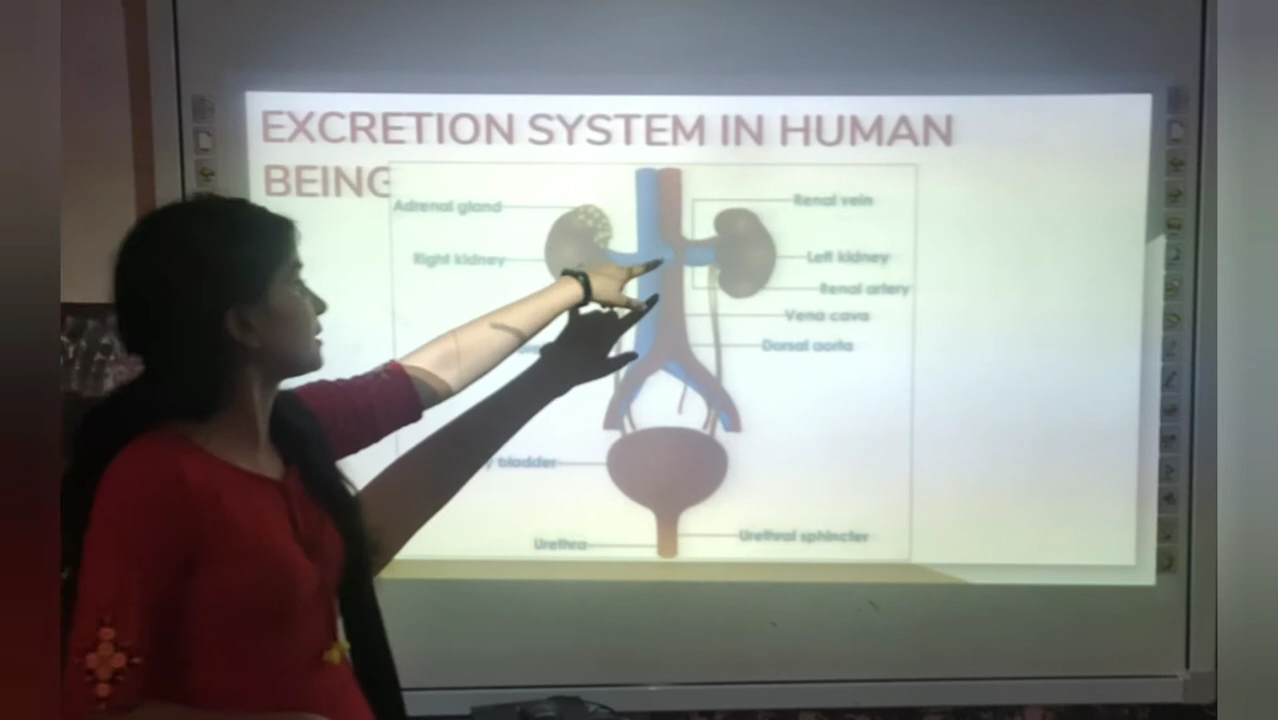 EXCRETION SYSTEM IN HUMAN
BEING
Adrenal gland
Renal vein
Right kidney
Left kidney
Renal artery
Vena cava
Dorsal aorta
bladder
Urethra
Urethral sphincter